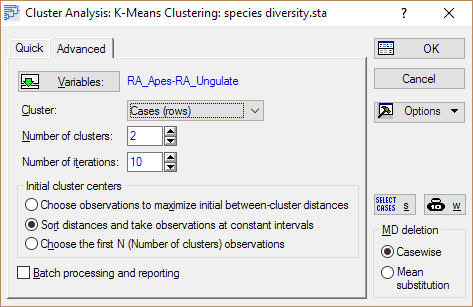 Cluster Analysis: K-Means Clustering: species diversity.sta
Quick Advanced
Variables: RA_Apes-RA_Ungulate
Cluster: Cases (rows)
Number of clusters: 2
Number of iterations: 10
Initial cluster centers
Choose observations to maximize initial between-cluster distances
Sort distances and take observations at constant intervals
Choose the first N (Number of clusters) observations
Batch processing and reporting
OK
Cancel
Options
SELECT CASES S W
MD deletion
Casewise
Mean substitution